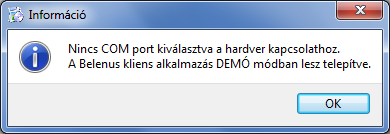 Információ
Nincs COM port kiválasztva a hardver kapcsolathoz.
A Belenus kliens alkalmazás DEMÓ módban lesz telepítve.
OK